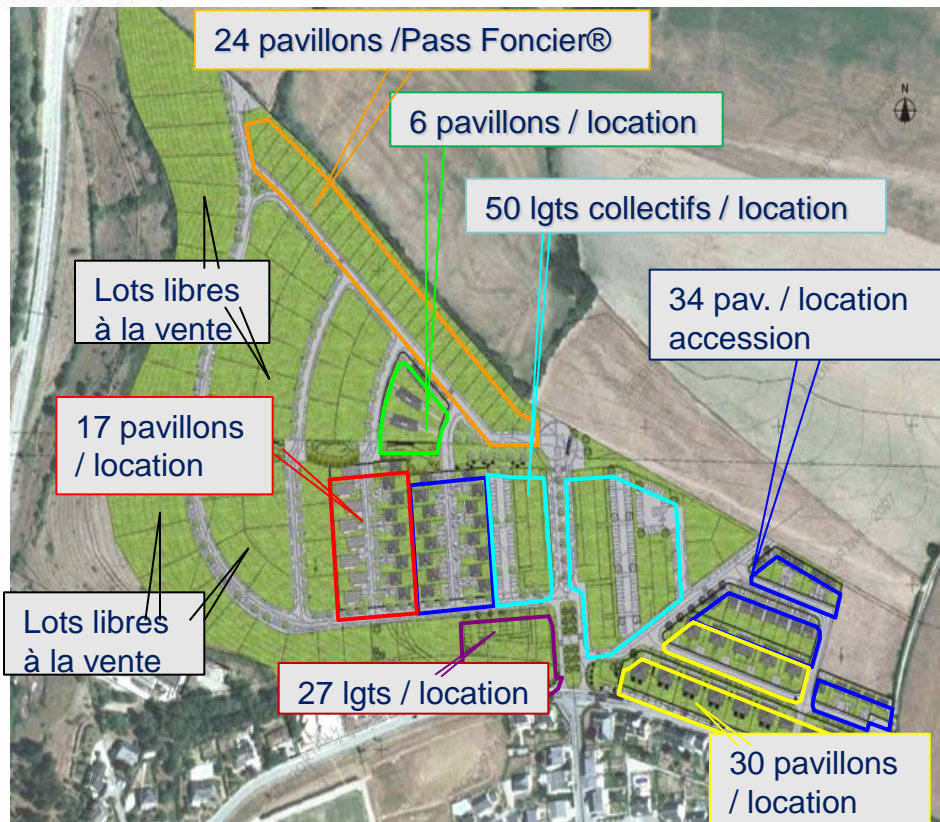 24 pavillons /Pass Foncier®
N
6 pavillons / location
50 lgts collectifs / location
Lots libres
à la vente
34 pav. / location
accession
17 pavillons
/ location
Lots libres
à la vente
27 lgts / location
30 pavillons
/ location